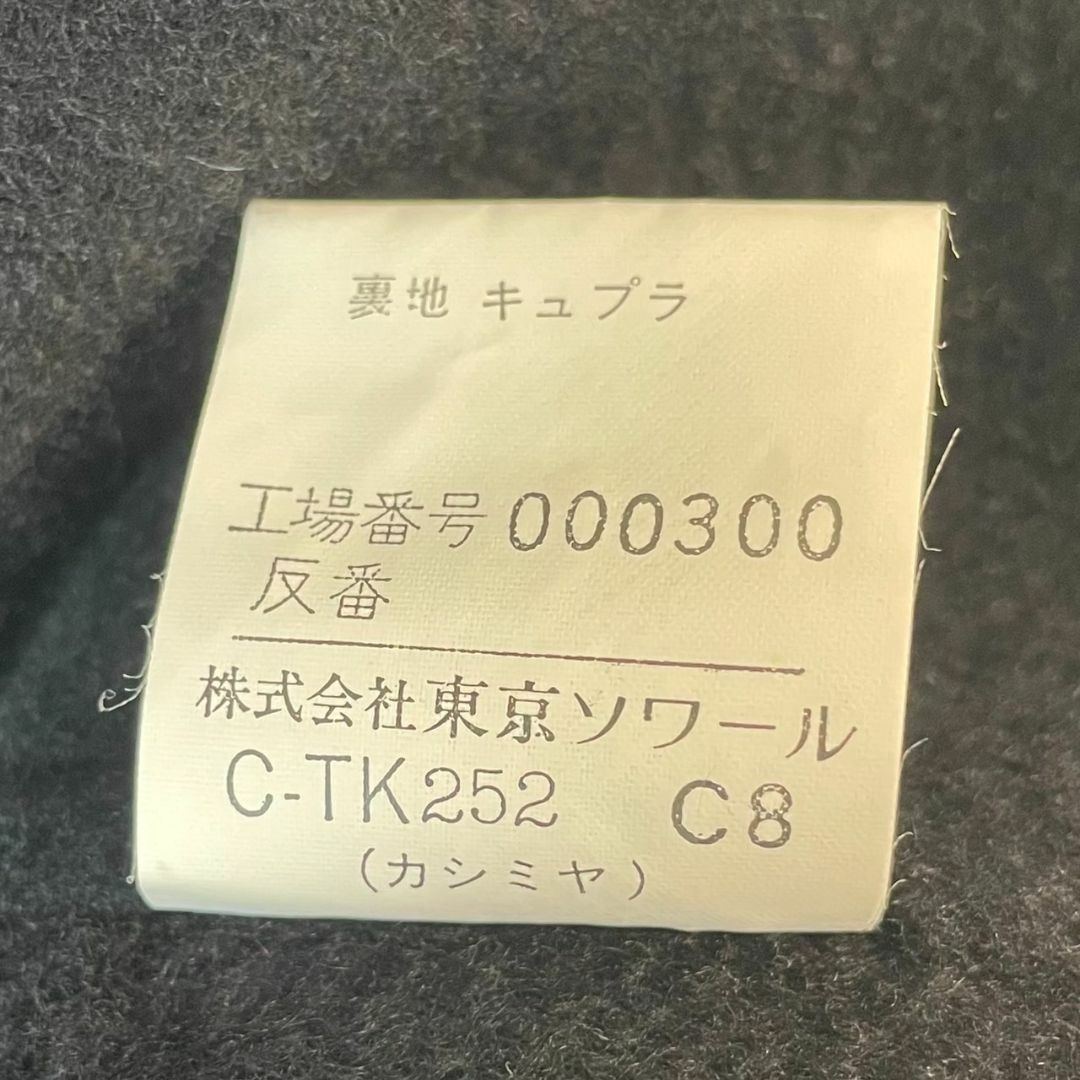 裏地 キュプラ
工場番号 000300
反番
株式会社東京ソワール
C-TK252 C8
(カシミヤ)